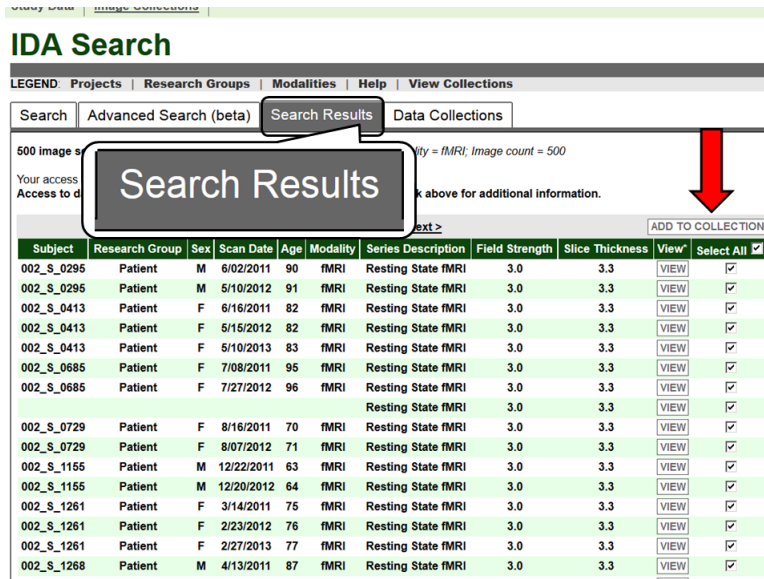 Study Data | Image Collections |
IDA Search
LEGEND: Projects | Research Groups | Modalities | Help | View Collections
Search Advanced Search (beta) Search Results Data Collections
500 image s lity = fMRI; Image count = 500
Your access
Search Results
Access to d k above for additional information.
ext > ADD TO COLLECTION
Subject Research Group Sex Scan Date Age Modality Series Description Field Strength Slice Thickness View* Select All
002_S_0295 Patient M 6/02/2011 90 fMRI Resting State fMRI 3.0 3.3 VIEW
002_S_0295 Patient M 5/10/2012 91 fMRI Resting State fMRI 3.0 3.3 VIEW
002_S_0413 Patient F 6/16/2011 82 fMRI Resting State fMRI 3.0 3.3 VIEW
002_S_0413 Patient F 5/15/2012 82 fMRI Resting State fMRI 3.0 3.3 VIEW
002_S_0413 Patient F 5/10/2013 83 fMRI Resting State fMRI 3.0 3.3 VIEW
002_S_0685 Patient F 7/08/2011 95 fMRI Resting State fMRI 3.0 3.3 VIEW
002_S_0685 Patient F 7/27/2012 96 fMRI Resting State fMRI 3.0 3.3 VIEW
Resting State fMRI 3.0 3.3 VIEW
002_S_0729 Patient F 8/16/2011 70 fMRI Resting State fMRI 3.0 3.3 VIEW
002_S_0729 Patient F 8/07/2012 71 fMRI Resting State fMRI 3.0 3.3 VIEW
002_S_1155 Patient M 12/22/2011 63 fMRI Resting State fMRI 3.0 3.3 VIEW
002_S_1155 Patient M 12/20/2012 64 fMRI Resting State fMRI 3.0 3.3 VIEW
002_S_1261 Patient F 3/14/2011 75 fMRI Resting State fMRI 3.0 3.3 VIEW
002_S_1261 Patient F 2/23/2012 76 fMRI Resting State fMRI 3.0 3.3 VIEW
002_S_1261 Patient F 2/27/2013 77 fMRI Resting State fMRI 3.0 3.3 VIEW
002_S_1268 Patient M 4/13/2011 87 fMRI Resting State fMRI 3.0 3.3 VIEW